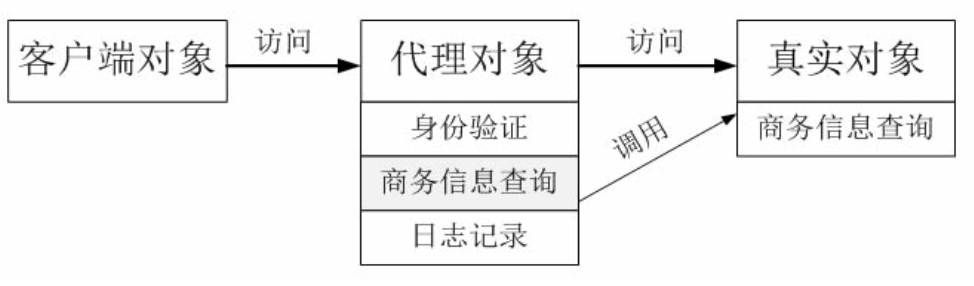 客户端对象
访问
代理对象
访问
真实对象
身份验证
商务信息查询
日志记录
调用
商务信息查询